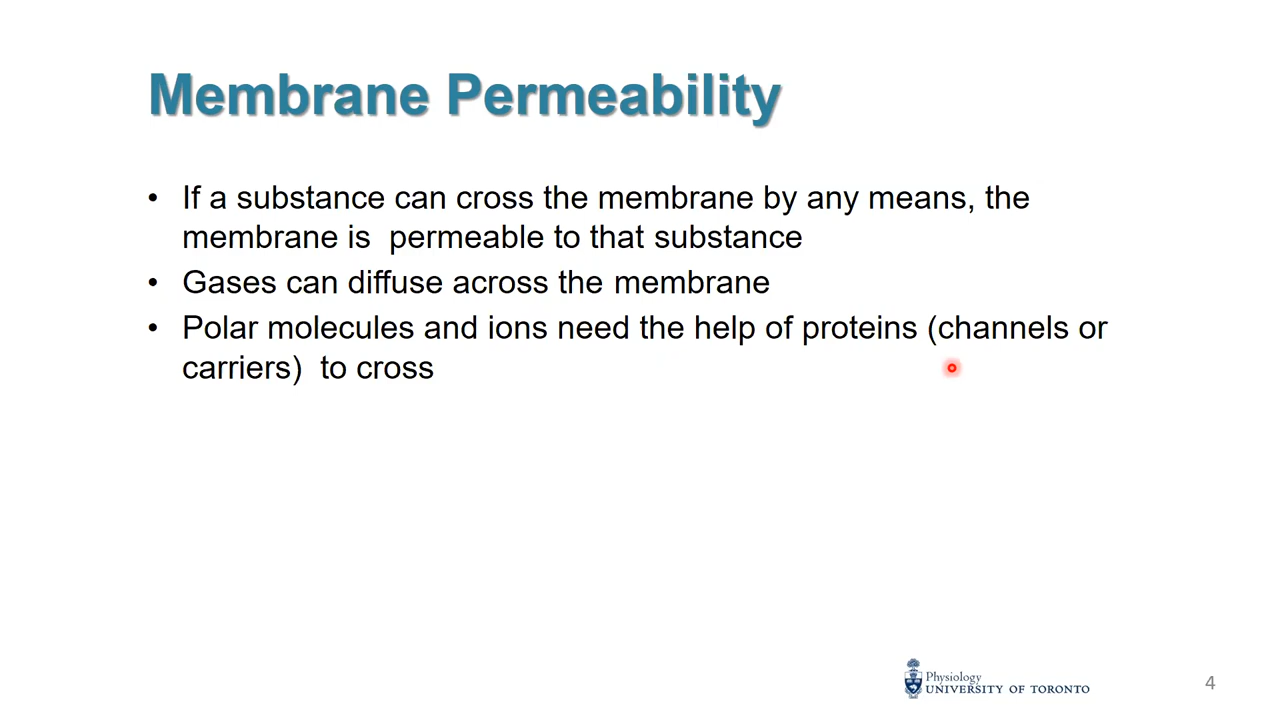 Membrane Permeability
• If a substance can cross the membrane by any means, the
membrane is  permeable to that substance
• Gases can diffuse across the membrane
• Polar molecules and ions need the help of proteins (channels or
carriers)  to cross
Physiology
UNIVERSITY OF TORONTO
4